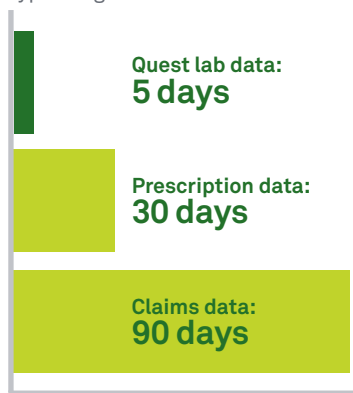 Quest lab data:
5 days
Prescription data:
30 days
Claims data:
90 days